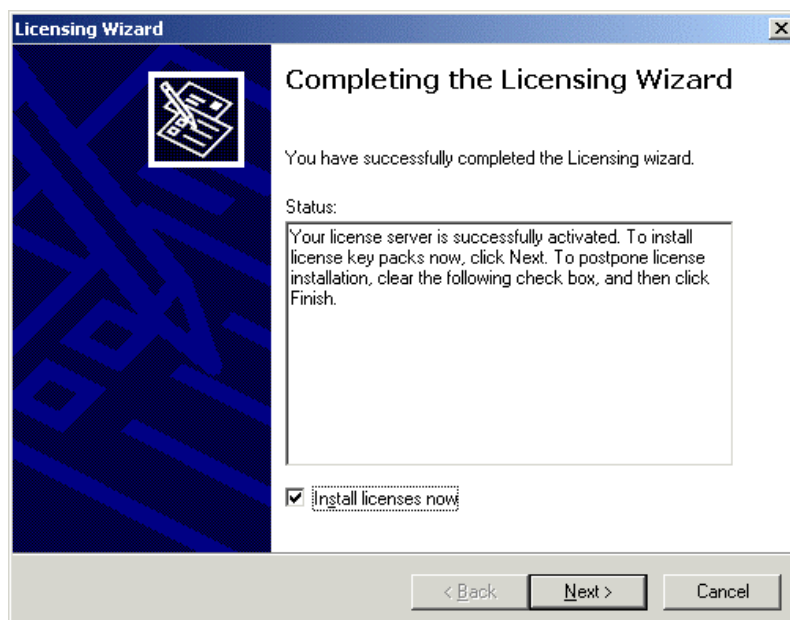 Licensing Wizard
Completing the Licensing Wizard
You have successfully completed the Licensing wizard.
Status:
Your license server is successfully activated. To install
license key packs now, click Next. To postpone license
installation, clear the following check box, and then click
Finish.
Install licenses now
< Back
Next >
Cancel